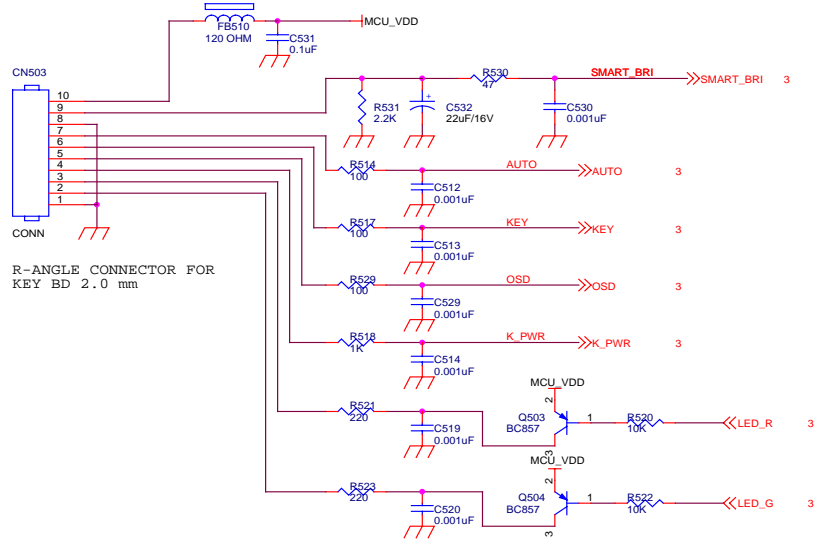 FB510
120 OHM
C531
0.1uF
MCU_VDD
CN503
10
9
8
7
6
5
4
3
2
1
CONN
R-ANGLE CONNECTOR FOR
KEY BD 2.0 mm
R531
2.2K
+
C532
22uF/16V
R530
47
SMART_BRI
C530
0.001uF
SMART_BRI 3
R514
100
C512
0.001uF
AUTO
AUTO 3
R517
100
C513
0.001uF
KEY
KEY 3
R529
100
C529
0.001uF
OSD
OSD 3
R518
1K
C514
0.001uF
K_PWR
K_PWR 3
R521
220
C519
0.001uF
MCU_VDD
2
Q503
BC857
1
3
R520
10K
LED_R 3
R523
220
C520
0.001uF
MCU_VDD
2
Q504
BC857
1
3
R522
10K
LED_G 3